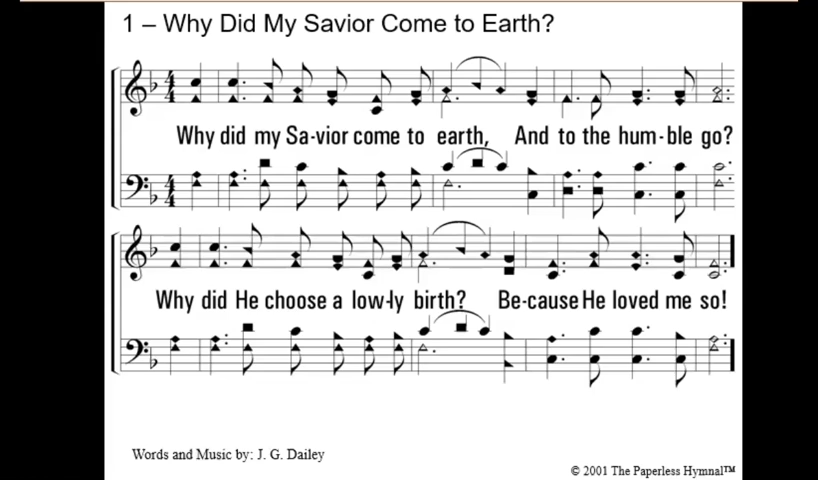 1 – Why Did My Savior Come to Earth?
Why did my Sa-vior come to earth, And to the hum-ble go?
Why did He choose a low-ly birth? Be-cause He loved me so!
Words and Music by: J. G. Dailey
© 2001 The Paperless Hymnal™